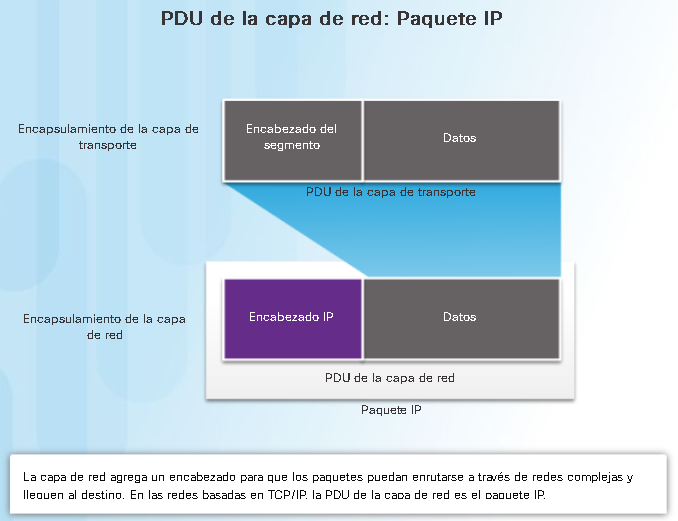 PDU de la capa de red: Paquete IP
Encapsulamiento de la capa de
transporte
Encabezado del
segmento
Datos
PDU de la capa de transporte
Encapsulamiento de la capa
de red
Encabezado IP
Datos
PDU de la capa de red
Paquete IP
La capa de red agrega un encabezado para que los paquetes puedan enrutarse a través de redes complejas y
lleguen al destino. En las redes basadas en TCP/IP, la PDU de la capa de red es el paquete IP.